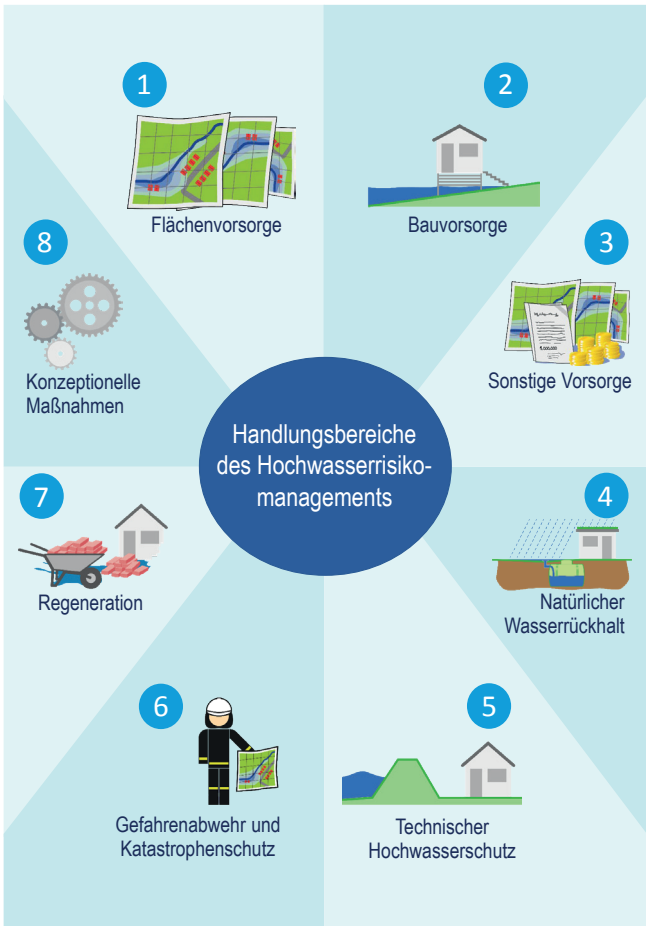 1
Flächenvorsorge
2
Bauvorsorge
3
Sonstige Vorsorge
4
Natürlicher
Wasserrückhalt
5
Technischer
Hochwasserschutz
6
Gefahrenabwehr und
Katastrophenschutz
7
Regeneration
8
Konzeptionelle
Maßnahmen
Handlungsbereiche
des Hochwasserrisiko-
managements